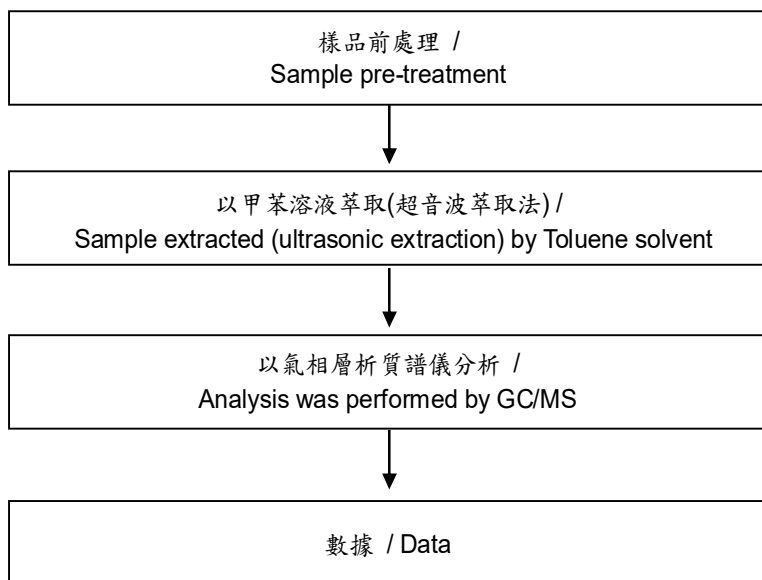 樣品前處理 /
Sample pre-treatment
以甲苯溶液萃取(超音波萃取法) /
Sample extracted (ultrasonic extraction) by Toluene solvent
以氣相層析質譜儀分析 /
Analysis was performed by GC/MS
數據 / Data